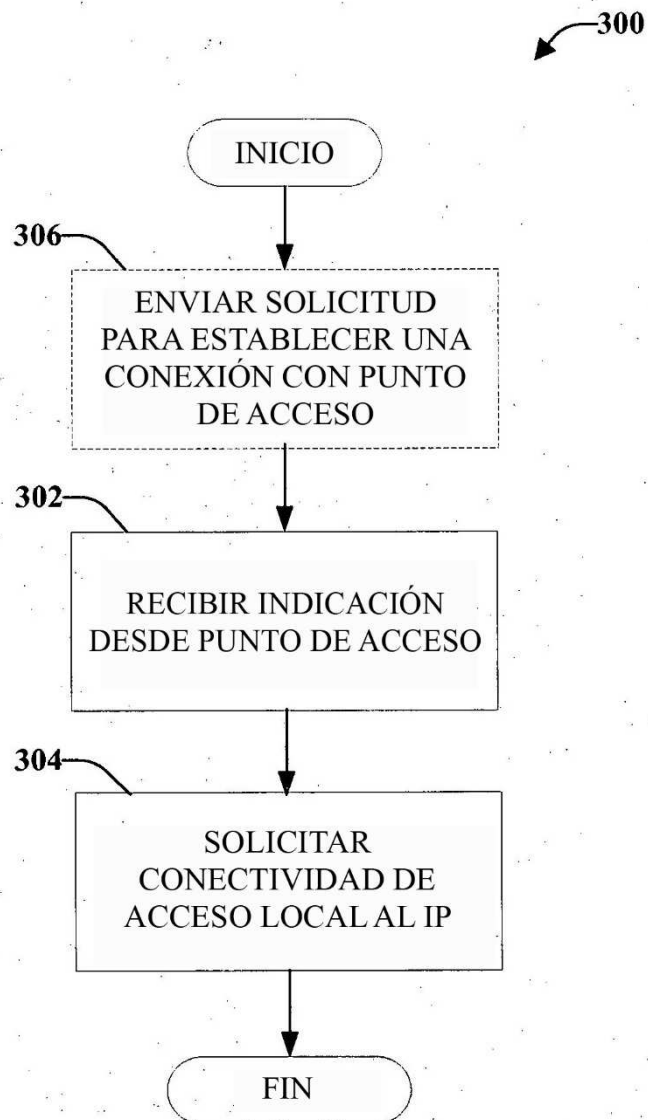 300
INICIO
306
ENVIAR SOLICITUD
PARA ESTABLECER UNA
CONEXIÓN CON PUNTO
DE ACCESO
302
RECIBIR INDICACIÓN
DESDE PUNTO DE ACCESO
304
SOLICITAR
CONECTIVIDAD DE
ACCESO LOCAL AL IP
FIN